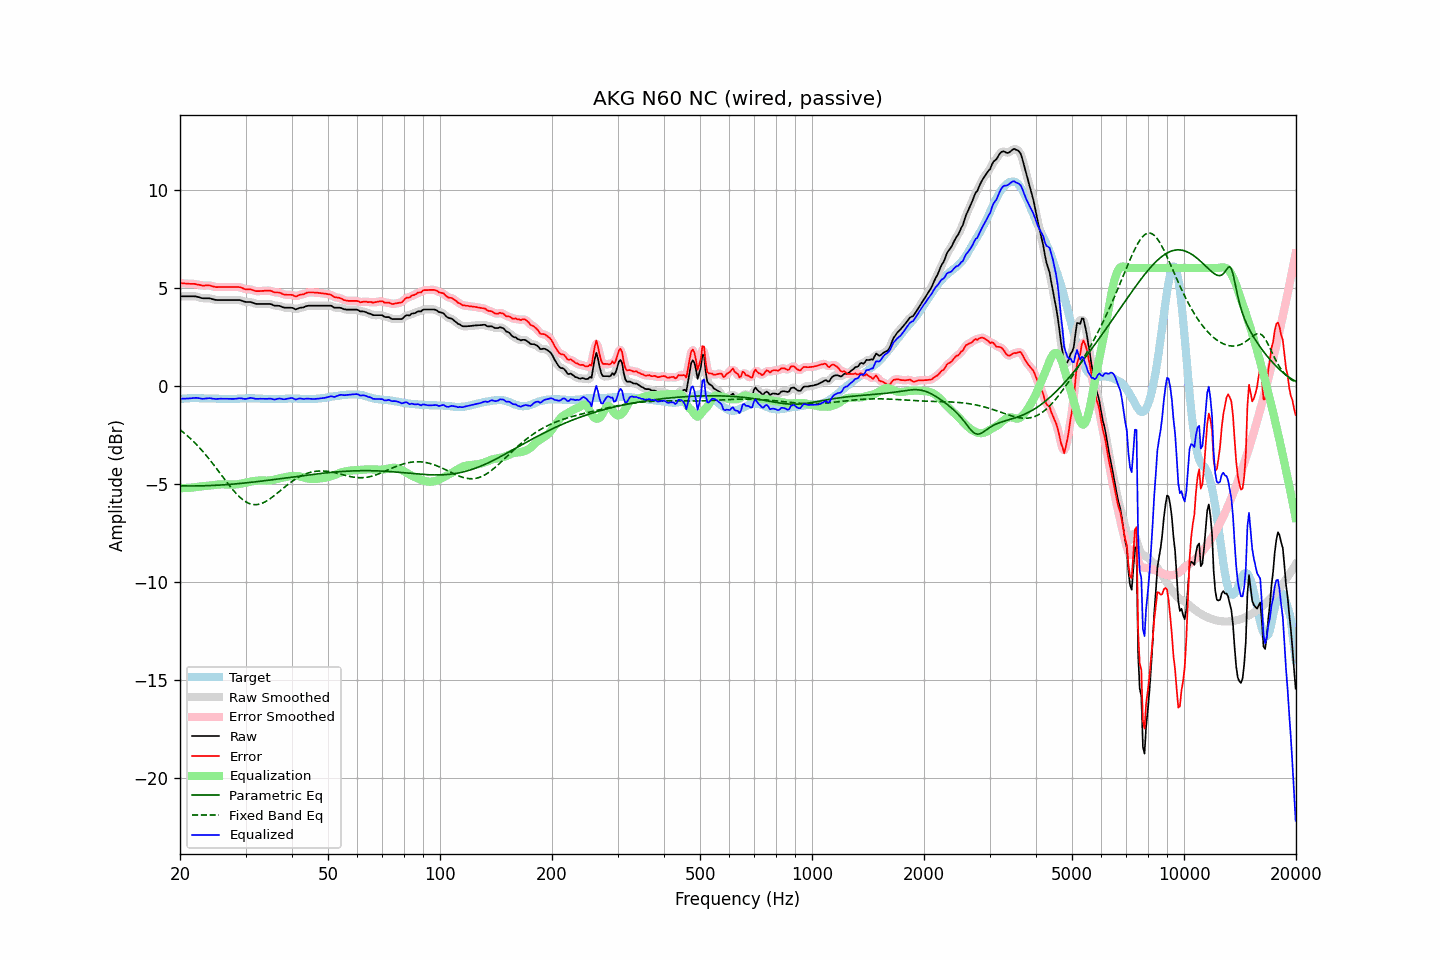 AKG N60 NC (wired, passive)
Amplitude (dBr)
10
5
0
−5
−10
−15
−20
Target
Raw Smoothed
Error Smoothed
Raw
Error
Equalization
Parametric Eq
Fixed Band Eq
Equalized
20 50 100 200 500 1000 2000 5000 10000 20000
Frequency (Hz)